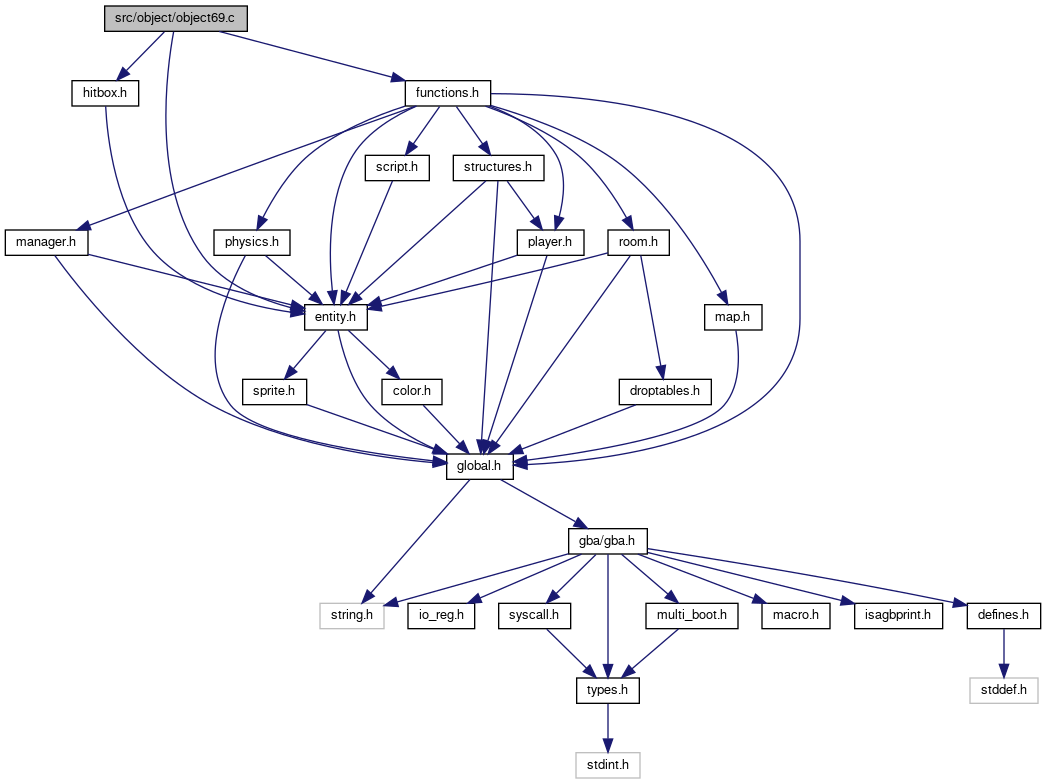 src/object/object69.c
hitbox.h
functions.h
script.h
structures.h
manager.h
physics.h
player.h
room.h
entity.h
map.h
sprite.h
color.h
droptables.h
global.h
gba/gba.h
string.h
io_reg.h
syscall.h
multi_boot.h
macro.h
isagbprint.h
defines.h
types.h
stddef.h
stdint.h